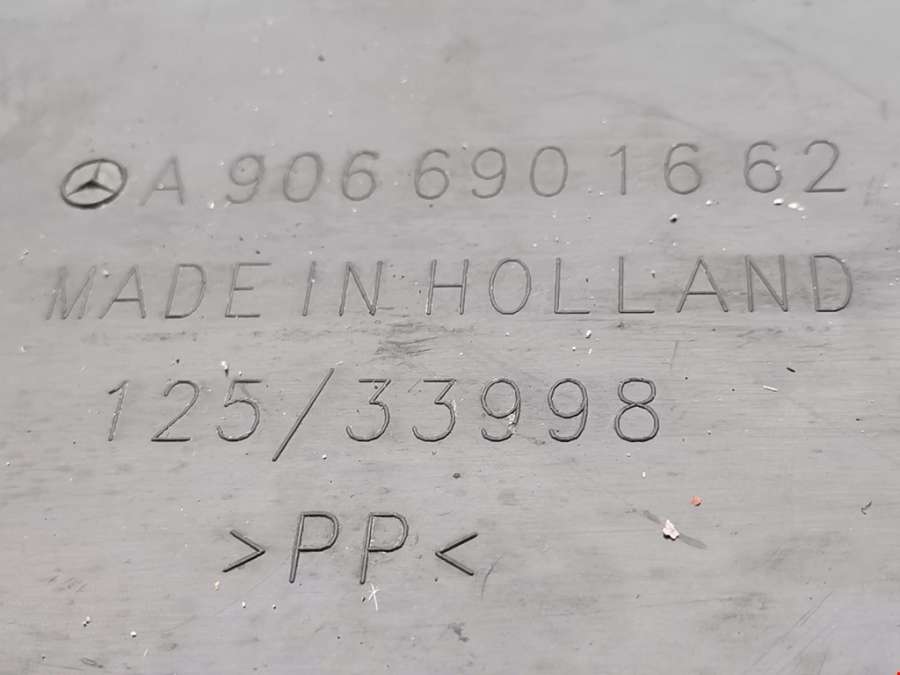 A 906 690 16 62
MADE IN HOLLAND
125/33998
>PP<